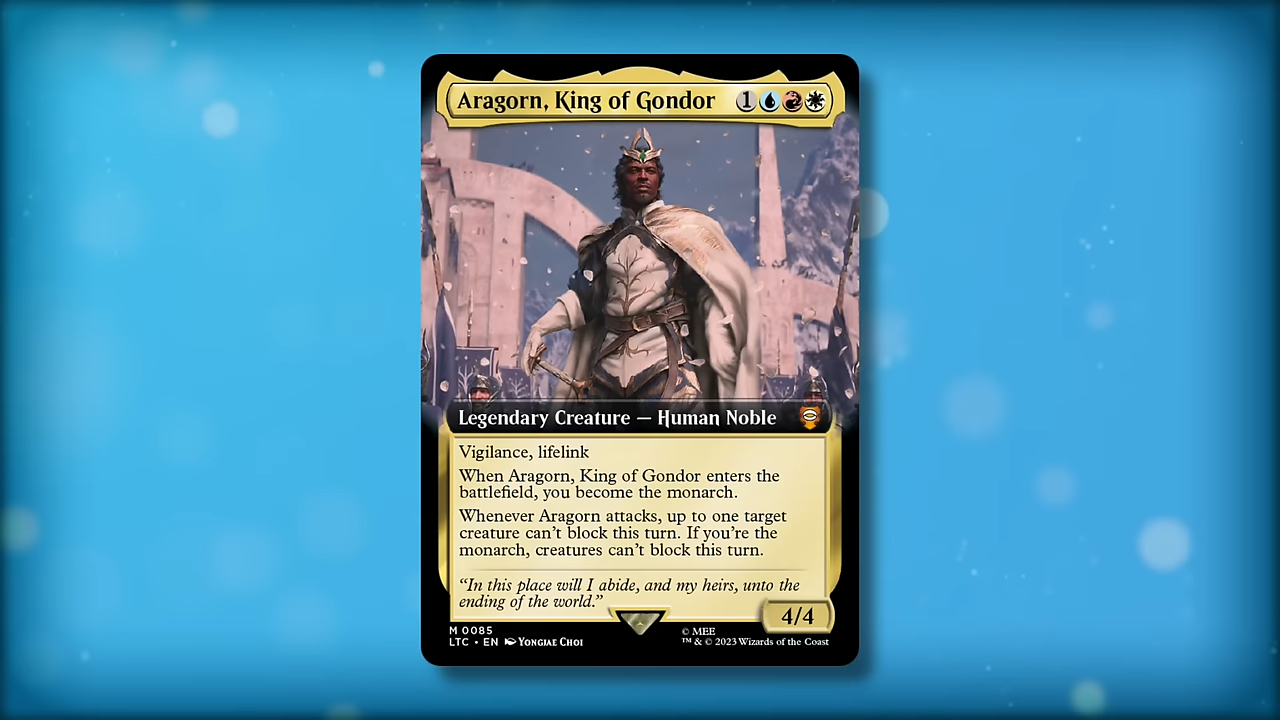 Aragorn, King of Gondor 1
Legendary Creature — Human Noble
Vigilance, lifelink
When Aragorn, King of Gondor enters the
battlefield, you become the monarch.
Whenever Aragorn attacks, up to one target
creature can't block this turn. If you're the
monarch, creatures can't block this turn.
“In this place will I abide, and my heirs, unto the
ending of the world.”
4/4
M 0085
LTC • EN Yongjae Choi
© MEE
™ & © 2023 Wizards of the Coast